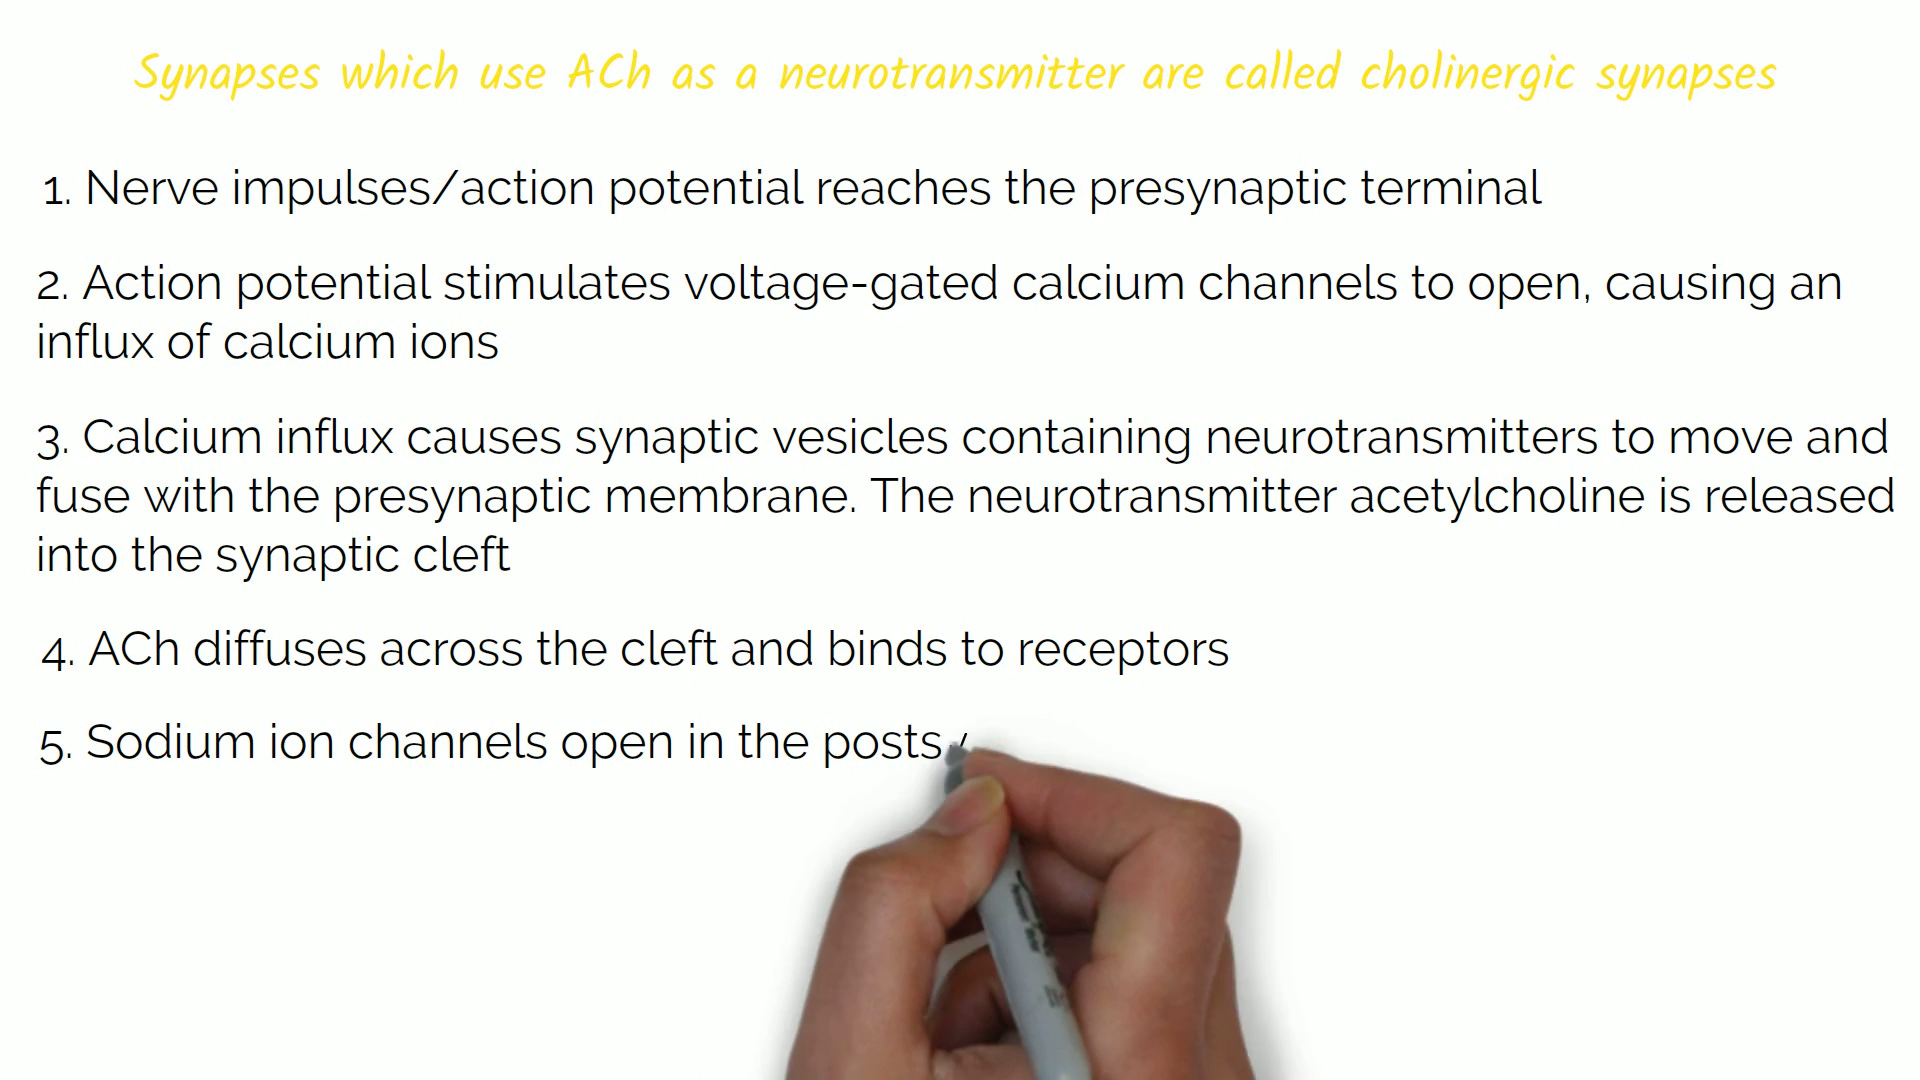 Synapses which use ACh as a neurotransmitter are called cholinergic synapses
1. Nerve impulses/action potential reaches the presynaptic terminal
2. Action potential stimulates voltage-gated calcium channels to open, causing an
influx of calcium ions
3. Calcium influx causes synaptic vesicles containing neurotransmitters to move and
fuse with the presynaptic membrane. The neurotransmitter acetylcholine is released
into the synaptic cleft
4. ACh diffuses across the cleft and binds to receptors
5. Sodium ion channels open in the posts